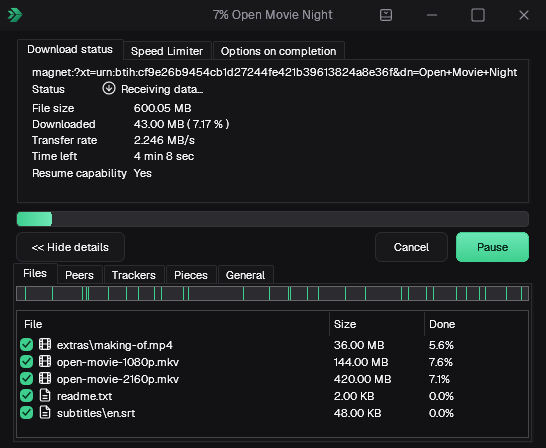 7% Open Movie Night
Download status Speed Limiter Options on completion
magnet:?xt=urn:btih:cf9e26b9454cb1d27244fe421b39613824a8e36f&dn=Open+Movie+Night
Status Receiving data...
File size 600.05 MB
Downloaded 43.00 MB ( 7.17 % )
Transfer rate 2.246 MB/s
Time left 4 min 8 sec
Resume capability Yes
<< Hide details Cancel Pause
Files Peers Trackers Pieces General
File Size Done
extras\making-of.mp4 36.00 MB 5.6%
open-movie-1080p.mkv 144.00 MB 7.6%
open-movie-2160p.mkv 420.00 MB 7.1%
readme.txt 2.00 KB 0.0%
subtitles\en.srt 48.00 KB 0.0%